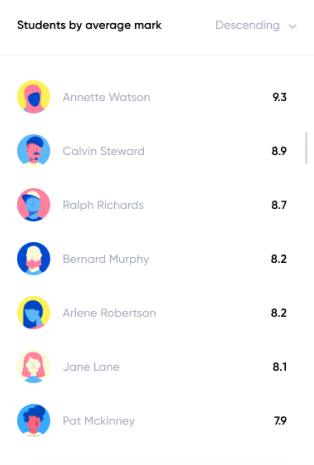 Students by average mark Descending
Annette Watson 9.3
Calvin Steward 8.9
Ralph Richards 8.7
Bernard Murphy 8.2
Arlene Robertson 8.2
Jane Lane 8.1
Pat Mckinney 7.9